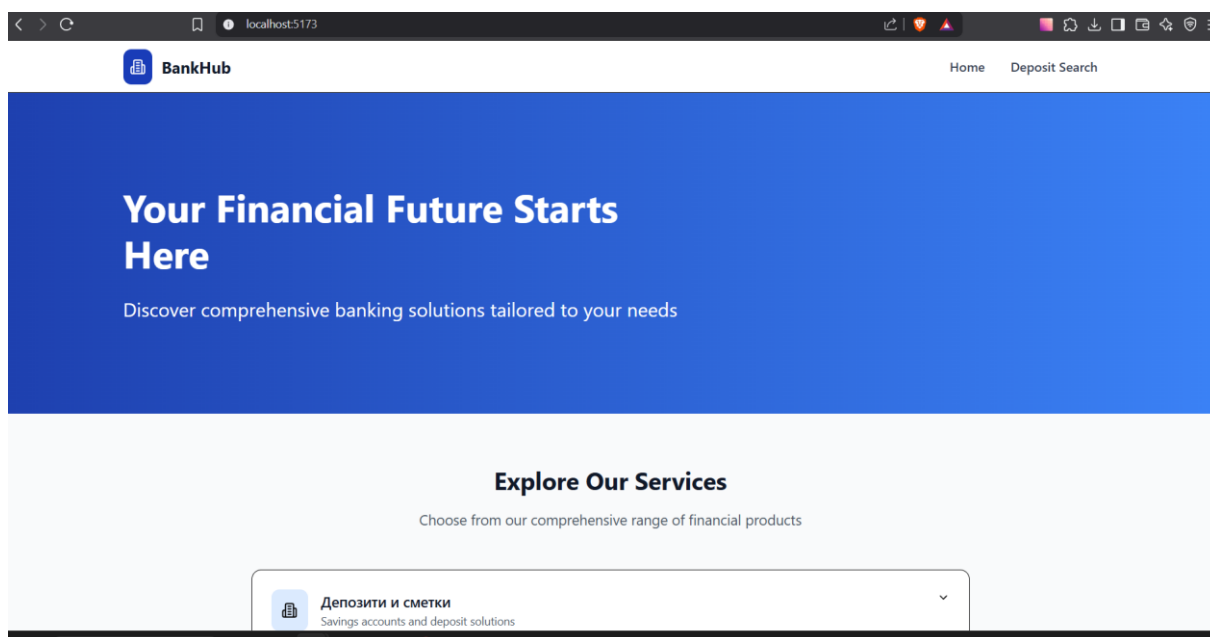 localhost:5173
BankHub
Home
Deposit Search
Your Financial Future Starts
Here
Discover comprehensive banking solutions tailored to your needs
Explore Our Services
Choose from our comprehensive range of financial products
Депозити и сметки
Savings accounts and deposit solutions